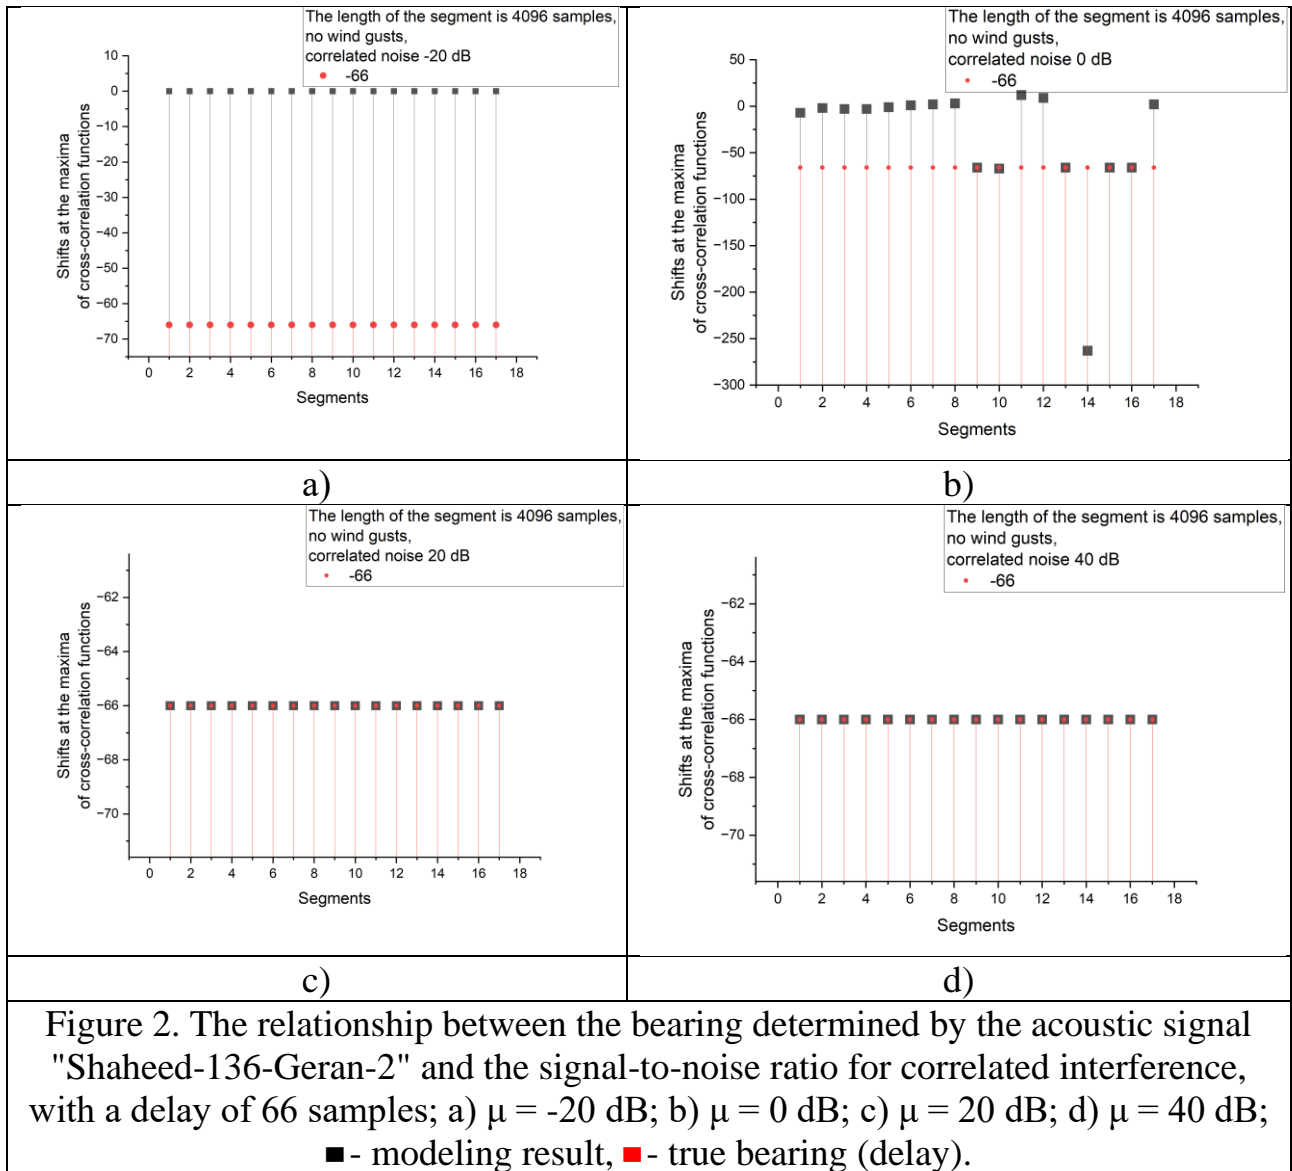 The length of the segment is 4096 samples,
no wind gusts,
correlated noise -20 dB
-66
10
0
−10
−20
−30
−40
−50
−60
−70
Shifts at the maxima
of cross-correlation functions
0 2 4 6 8 10 12 14 16 18
Segments
The length of the segment is 4096 samples,
no wind gusts,
correlated noise 0 dB
-66
50
0
−50
−100
−150
−200
−250
−300
Shifts at the maxima
of cross-correlation functions
0 2 4 6 8 10 12 14 16 18
Segments
a)
b)
The length of the segment is 4096 samples,
no wind gusts,
correlated noise 20 dB
-66
−62
−64
−66
−68
−70
Shifts at the maxima
of cross-correlation functions
0 2 4 6 8 10 12 14 16 18
Segments
The length of the segment is 4096 samples,
no wind gusts,
correlated noise 40 dB
-66
−62
−64
−66
−68
−70
Shifts at the maxima
of cross-correlation functions
0 2 4 6 8 10 12 14 16 18
Segments
c)
d)
Figure 2. The relationship between the bearing determined by the acoustic signal
"Shaheed-136-Geran-2" and the signal-to-noise ratio for correlated interference,
with a delay of 66 samples; a) μ = -20 dB; b) μ = 0 dB; c) μ = 20 dB; d) μ = 40 dB;
■ - modeling result, ■ - true bearing (delay).